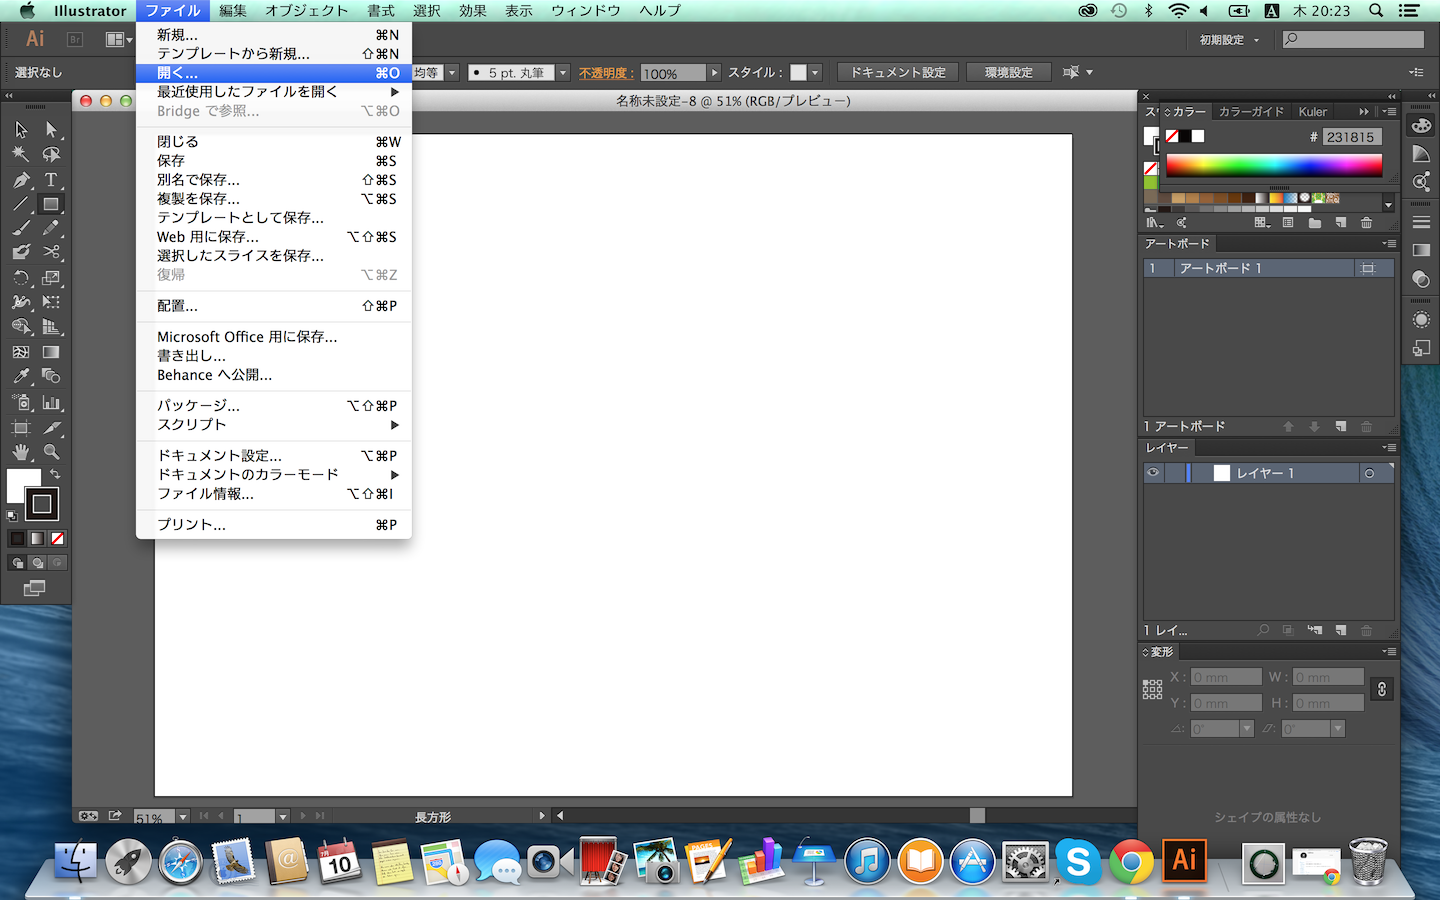 Illustrator ファイル 編集 オブジェクト 書式 選択 効果 表示 ウィンドウ ヘルプ 木 20:23
Ai Br 初期設定
選択なし 均等 5 pt. 丸筆 不透明度: 100% スタイル: ドキュメント設定 環境設定
新規... ⌘N
テンプレートから新規... ⇧⌘N
開く... ⌘O
最近使用したファイルを開く
Bridge で参照... ⌥⌘O
閉じる ⌘W
保存 ⌘S
別名で保存... ⇧⌘S
複製を保存... ⌥⌘S
テンプレートとして保存...
Web 用に保存... ⌥⇧⌘S
選択したスライスを保存...
復帰 ⌥⌘Z
配置... ⇧⌘P
Microsoft Office 用に保存...
書き出し...
Behance へ公開...
パッケージ... ⌥⇧⌘P
スクリプト
ドキュメント設定... ⌥⌘P
ドキュメントのカラーモード
ファイル情報... ⌥⇧⌘I
プリント... ⌘P
名称未設定-8 @ 51% (RGB/プレビュー)
カラー カラーガイド Kuler
# 231815
アートボード
1 アートボード 1
1 アートボード
レイヤー
レイヤー 1
1 レイ...
変形
X: 0 mm W: 0 mm
Y: 0 mm H: 0 mm
0° 0°
シェイプの属性なし
51% 1 長方形
10
PAGES
Ai